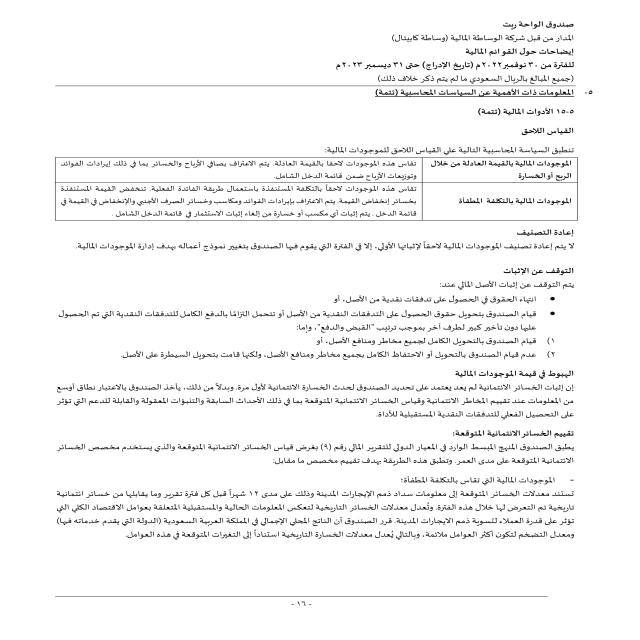 صندوق الواحة ريت
المدار من قبل شركة الوساطة المالية (وساطة كابيتال)
إيضاحات حول القوائم المالية
للفترة من ٣٠ نوفمبر٢٠٢٢ م (تاريخ الإدراج) حتى ٣١ ديسمبر ٢٠٢٣ م
(جميع المبالغ بالريال السعودي ما لم يتم ذكر خلاف ذلك)
٥- المعلومات ذات الأهمية عن السياسات المحاسبية (تتمة)
٥-١٥ الأدوات المالية (تتمة)
القياس اللاحق
تنطبق السياسة المحاسبية التالية على القياس اللاحق للموجودات المالية:
الموجودات المالية بالقيمة العادلة من خلال الربح أو الخسارة
تقاس هذه الموجودات لاحقا بالقيمة العادلة. يتم الاعتراف بصافي الأرباح والخسائر بما في ذلك إيرادات الفوائد
وتوزيعات الأرباح ضمن قائمة الدخل الشامل.
الموجودات المالية بالتكلفة المطفأة
تقاس هذه الموجودات لاحقاً بالتكلفة المستنفذة باستعمال طريقة الفائدة الفعلية. تنخفض القيمة المستنفذة
بخسائر إنخفاض القيمة. يتم الاعتراف بإيرادات الفوائد ومكاسب وخسائر الصرف الأجنبي والإنخفاض في القيمة في
قائمة الدخل. يتم إثبات أي مكسب أو خسارة من إلغاء إثبات الاستثمار في قائمة الدخل الشامل.
إعادة التصنيف
لا يتم إعادة تصنيف الموجودات المالية لاحقاً لإثباتها الأولي، إلا في الفترة التي يقوم فيها الصندوق بتغيير نموذج أعماله بهدف إدارة الموجودات المالية.
التوقف عن الإثبات
يتم التوقف عن إثبات الأصل المالي عند:
• انتهاء الحقوق في الحصول على تدفقات نقدية من الأصل، أو
• قيام الصندوق بتحويل حقوق الحصول على التدفقات النقدية من الأصل أو تتحمل التزامًا بالدفع الكامل للتدفقات النقدية التي تم الحصول
عليها دون تأخير كبير لطرف آخر بموجب ترتيب "القبض والدفع"، وإما:
١) قيام الصندوق بالتحويل الكامل لجميع مخاطر ومنافع الأصل، أو
٢) عدم قيام الصندوق بالتحويل أو الاحتفاظ الكامل بجميع مخاطر ومنافع الأصل، ولكنها قامت بتحويل السيطرة على الأصل.
الهبوط في قيمة الموجودات المالية
إن إثبات الخسائر الائتمانية لم يعد يعتمد على تحديد الصندوق لحدث الخسارة الائتمانية لأول مرة. وبدلاً من ذلك، يأخذ الصندوق بالاعتبار نطاق أوسع
من المعلومات عند تقييم المخاطر الائتمانية وقياس الخسائر الائتمانية المتوقعة بما في ذلك الأحداث السابقة والتنبؤات المعقولة والقابلة للدعم التي تؤثر
على التحصيل الفعلي للتدفقات النقدية المستقبلية للأداة.
تقييم الخسائر الائتمانية المتوقعة:
يطبق الصندوق المنهج المبسط الوارد في المعيار الدولي للتقرير المالي رقم (٩) بغرض قياس الخسائر الائتمانية المتوقعة والذي يستخدم مخصص الخسائر
الائتمانية المتوقعة على مدى العمر. وتطبق هذه الطريقة بهدف تقييم مخصص ما مقابل:
- الموجودات المالية التي تقاس بالتكلفة المطفأة؛
تستند معدلات الخسائر المتوقعة إلى معلومات سداد ذمم الإيجارات المدينة وذلك على مدى ١٢ شهراً قبل كل فترة تقرير وما يقابلها من خسائر ائتمانية
تاريخية تم التعرض لها خلال هذه الفترة. وتُعدل معدلات الخسائر التاريخية لتعكس المعلومات الحالية والمستقبلية المتعلقة بعوامل الاقتصاد الكلي التي
تؤثر على قدرة العملاء لتسوية ذمم الايجارات المدينة. قرر الصندوق أن الناتج المحلي الإجمالي في المملكة العربية السعودية (الدولة التي يقدم خدماته فيها)
ومعدل التضخم لتكون أكثر العوامل ملائمة، وبالتالي يُعدل معدلات الخسارة التاريخية استناداً إلى التغيرات المتوقعة في هذه العوامل.
- ١٦ -